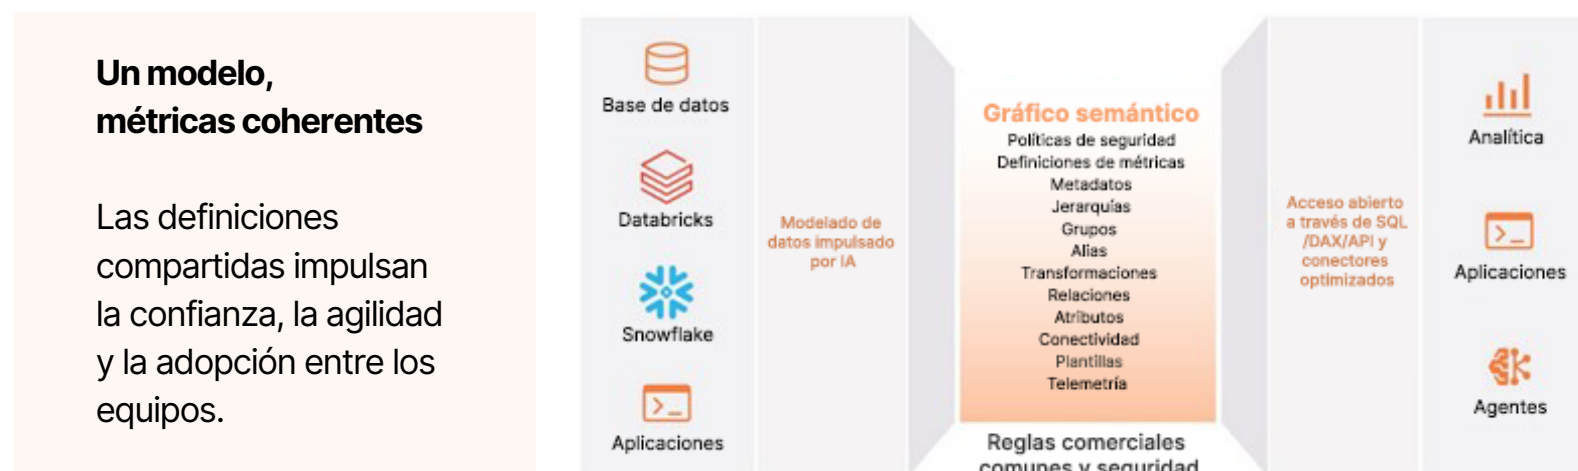 Un modelo,
métricas coherentes
Las definiciones
compartidas impulsan
la confianza, la agilidad
y la adopción entre los
equipos.
Base de datos
Databricks
Snowflake
Aplicaciones
Modelado de
datos impulsado
por IA
Gráfico semántico
Políticas de seguridad
Definiciones de métricas
Metadatos
Jerarquías
Grupos
Alias
Transformaciones
Relaciones
Atributos
Conectividad
Plantillas
Telemetría
Reglas comerciales
comunes y seguridad
Acceso abierto
a través de SQL
/DAX/API y
conectores
optimizados
Analítica
Aplicaciones
Agentes